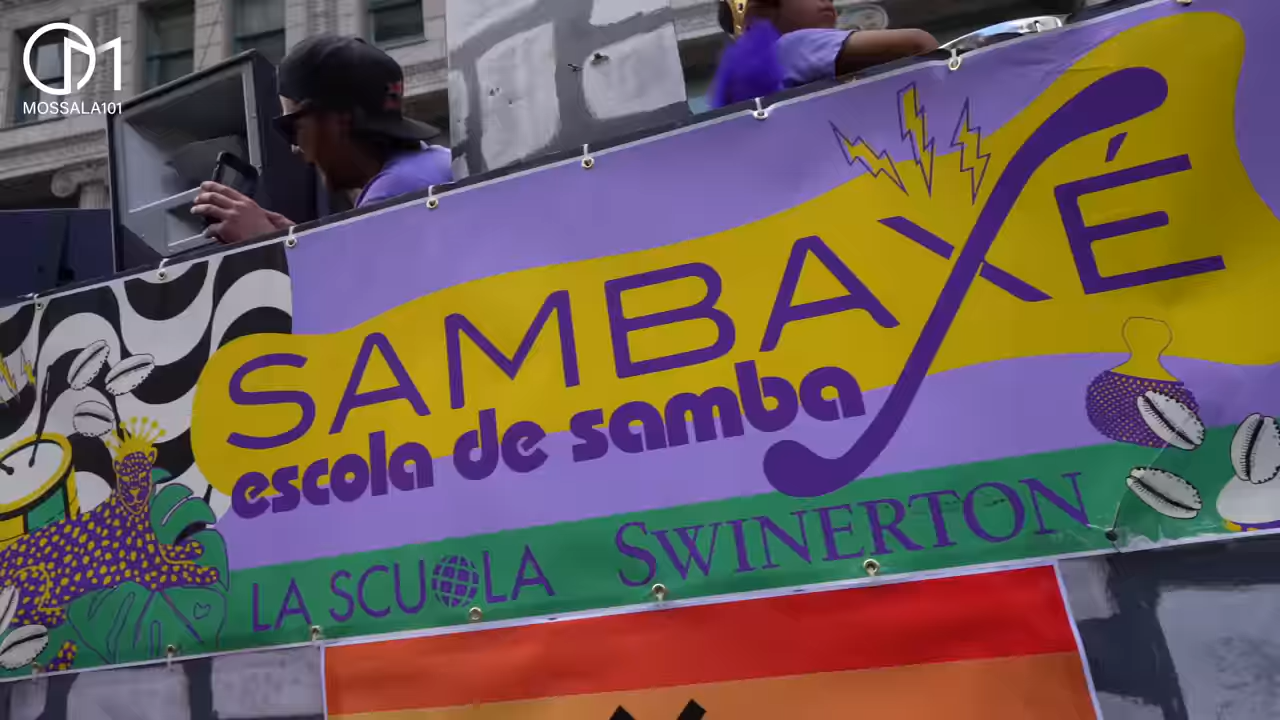 MOSSALA101
SAMBAXÉ
escola de samba
LA SCUOLA
SWINERTON